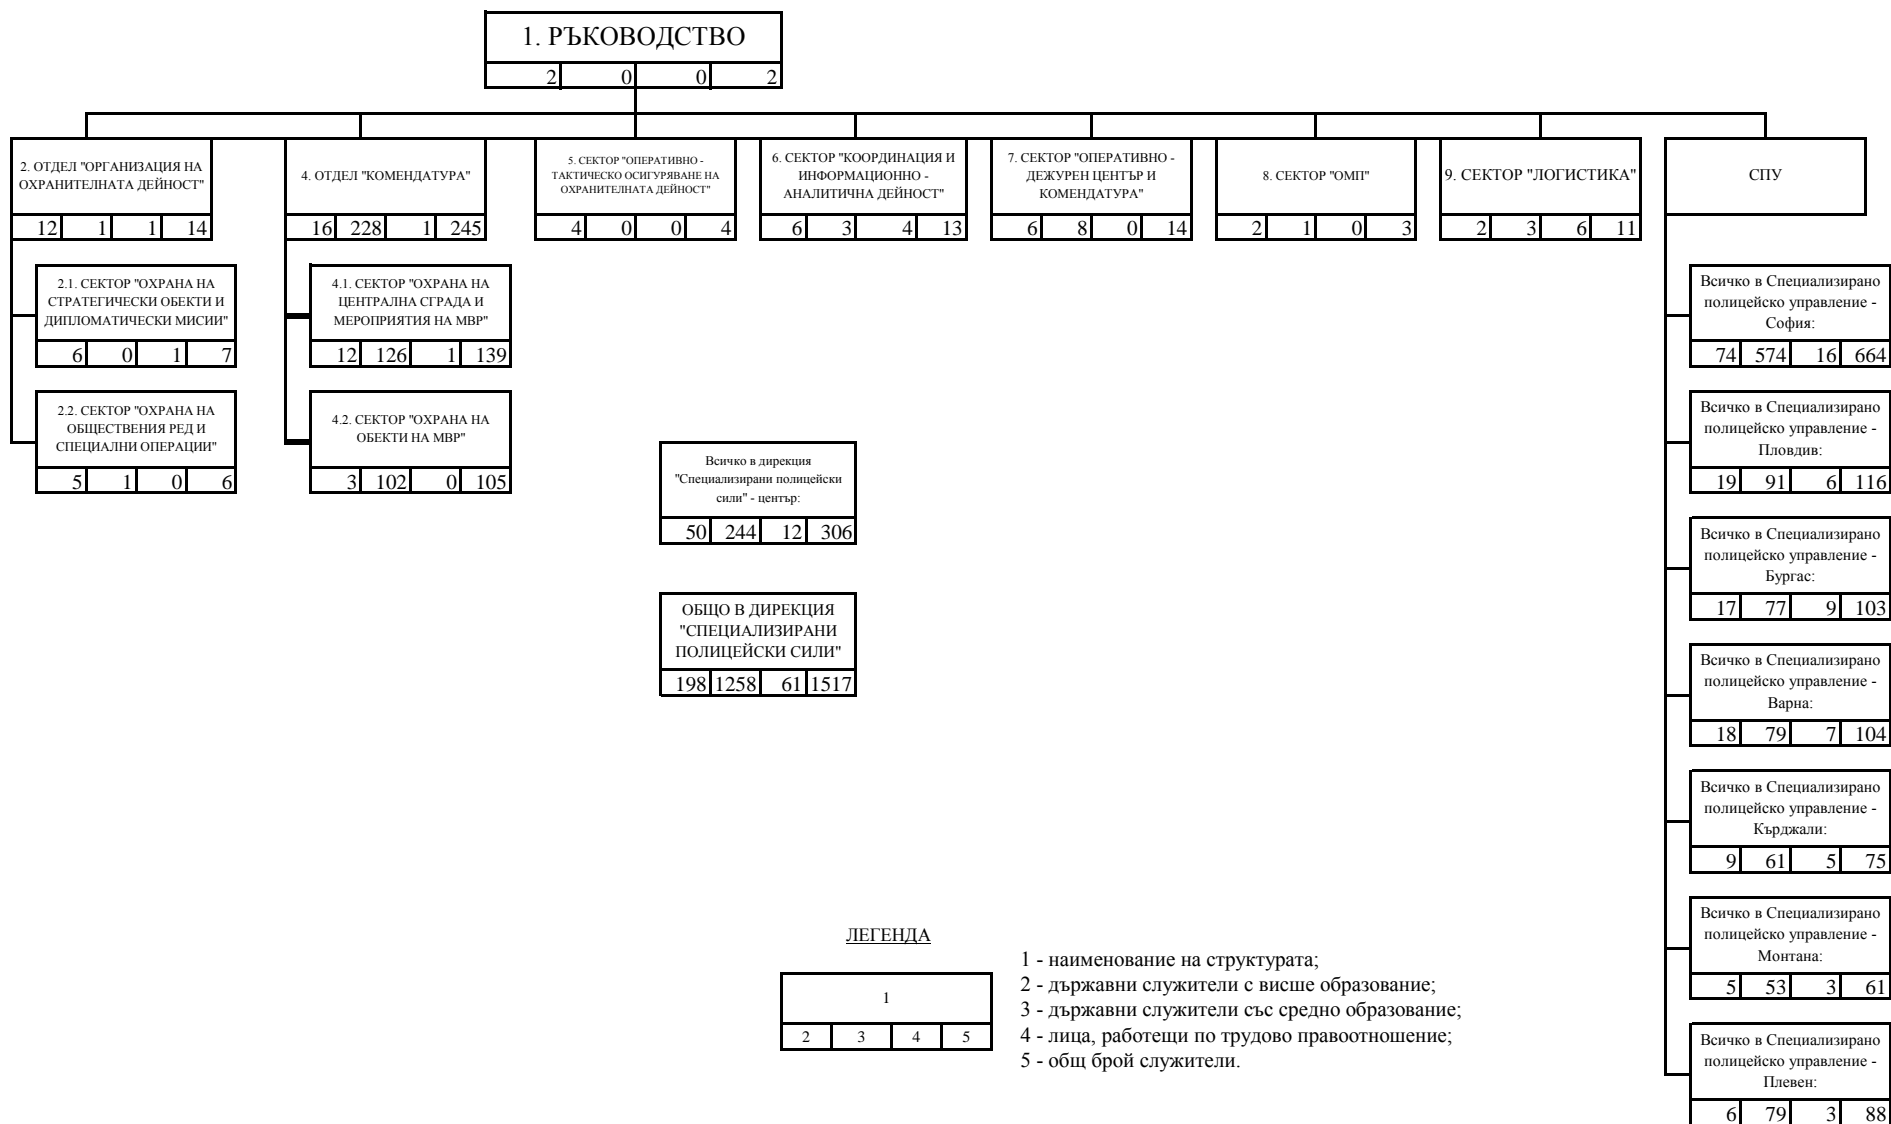 1. РЪКОВОДСТВО
2 0 0 2
2. ОТДЕЛ "ОРГАНИЗАЦИЯ НА
ОХРАНИТЕЛНАТА ДЕЙНОСТ"
12 1 1 14
2.1. СЕКТОР "ОХРАНА НА
СТРАТЕГИЧЕСКИ ОБЕКТИ И
ДИПЛОМАТИЧЕСКИ МИСИИ"
6 0 1 7
2.2. СЕКТОР "ОХРАНА НА
ОБЩЕСТВЕНИЯ РЕД И
СПЕЦИАЛНИ ОПЕРАЦИИ"
5 1 0 6
4. ОТДЕЛ "КОМЕНДАТУРА"
16 228 1 245
4.1. СЕКТОР "ОХРАНА НА
ЦЕНТРАЛНА СГРАДА И
МЕРОПРИЯТИЯ НА МВР"
12 126 1 139
4.2. СЕКТОР "ОХРАНА НА
ОБЕКТИ НА МВР"
3 102 0 105
5. СЕКТОР "ОПЕРАТИВНО -
ТАКТИЧЕСКО ОСИГУРЯВАНЕ НА
ОХРАНИТЕЛНАТА ДЕЙНОСТ"
4 0 0 4
6. СЕКТОР "КООРДИНАЦИЯ И
ИНФОРМАЦИОННО -
АНАЛИТИЧНА ДЕЙНОСТ"
6 3 4 13
7. СЕКТОР "ОПЕРАТИВНО -
ДЕЖУРЕН ЦЕНТЪР И
КОМЕНДАТУРА"
6 8 0 14
8. СЕКТОР "ОМП"
2 1 0 3
9. СЕКТОР "ЛОГИСТИКА"
2 3 6 11
СПУ
Всичко в Специализирано
полицейско управление -
София:
74 574 16 664
Всичко в Специализирано
полицейско управление -
Пловдив:
19 91 6 116
Всичко в Специализирано
полицейско управление -
Бургас:
17 77 9 103
Всичко в Специализирано
полицейско управление -
Варна:
18 79 7 104
Всичко в Специализирано
полицейско управление -
Кърджали:
9 61 5 75
Всичко в Специализирано
полицейско управление -
Монтана:
5 53 3 61
Всичко в Специализирано
полицейско управление -
Плевен:
6 79 3 88
Всичко в дирекция
"Специализирани полицейски
сили" - център:
50 244 12 306
ОБЩО В ДИРЕКЦИЯ
"СПЕЦИАЛИЗИРАНИ
ПОЛИЦЕЙСКИ СИЛИ"
198 1258 61 1517
ЛЕГЕНДА
1
2 3 4 5
1 - наименование на структурата;
2 - държавни служители с висше образование;
3 - държавни служители със средно образование;
4 - лица, работещи по трудово правоотношение;
5 - общ брой служители.